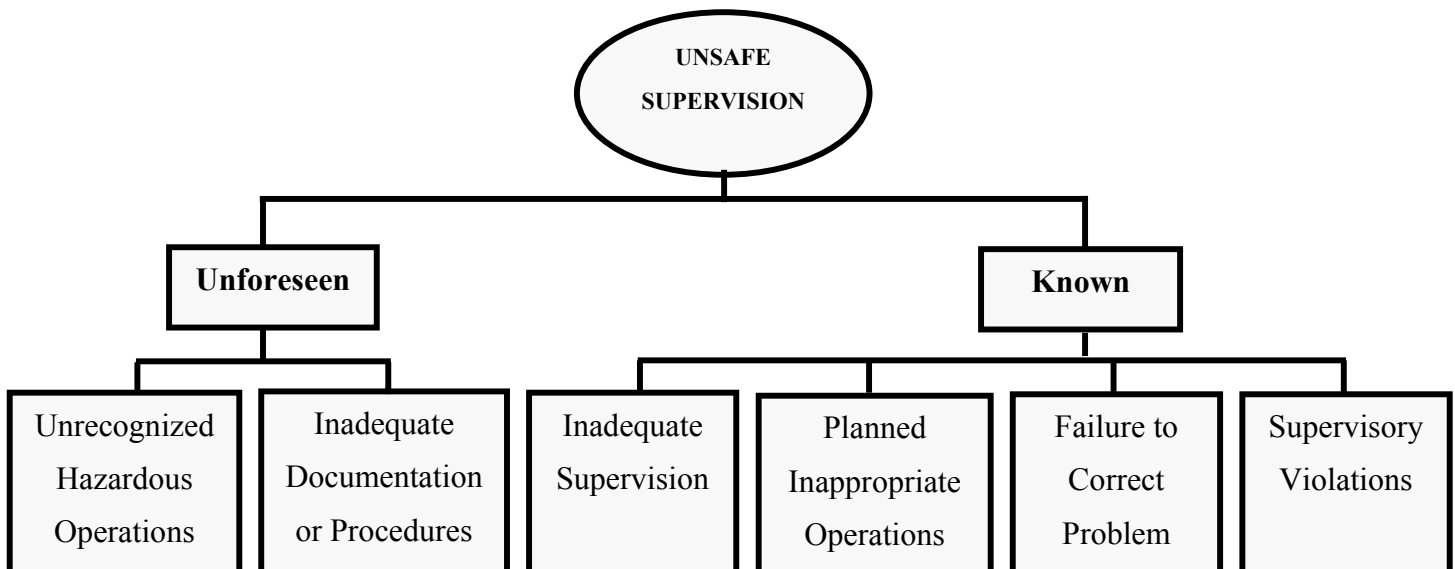 UNSAFE
SUPERVISION
Unforeseen
Known
Unrecognized
Hazardous
Operations
Inadequate
Documentation
or Procedures
Inadequate
Supervision
Planned
Inappropriate
Operations
Failure to
Correct
Problem
Supervisory
Violations